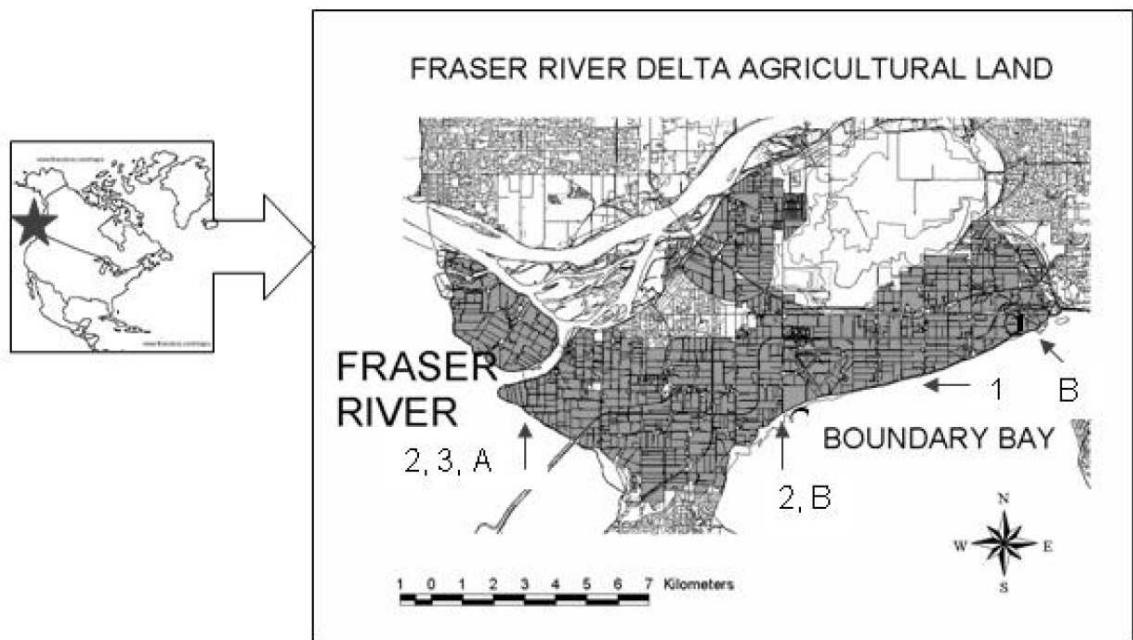 FRASER RIVER DELTA AGRICULTURAL LAND
FRASER
RIVER
2, 3, A
2, B
1
B
BOUNDARY BAY
N
W E
S
1 0 1 2 3 4 5 6 7 Kilometers